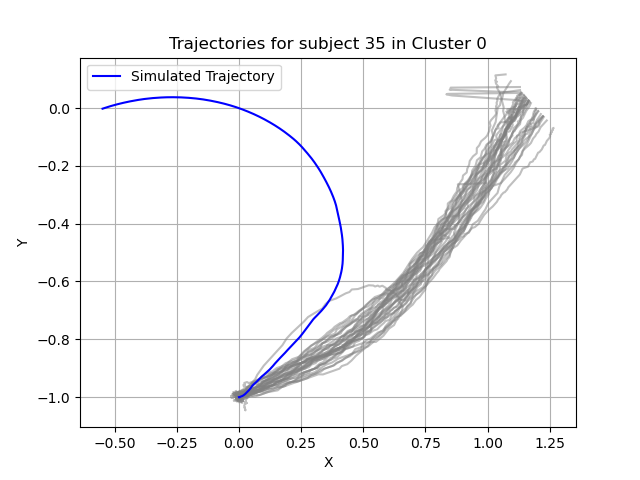 Trajectories for subject 35 in Cluster 0
Simulated Trajectory
Y
0.0
−0.2
−0.4
−0.6
−0.8
−1.0
−0.50 −0.25 0.00 0.25 0.50 0.75 1.00 1.25
X